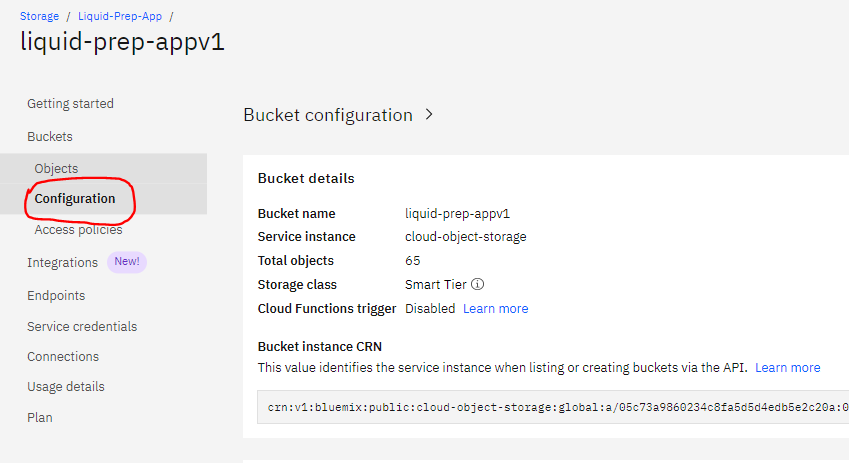 Storage / Liquid-Prep-App /
liquid-prep-appv1
Getting started
Buckets
Objects
Configuration
Access policies
Integrations New!
Endpoints
Service credentials
Connections
Usage details
Plan
Bucket configuration
Bucket details
Bucket name liquid-prep-appv1
Service instance cloud-object-storage
Total objects 65
Storage class Smart Tier
Cloud Functions trigger Disabled Learn more
Bucket instance CRN
This value identifies the service instance when listing or creating buckets via the API. Learn more
crn:v1:bluemix:public:cloud-object-storage:global:a/05c73a9860234c8fa5d5d4edb5e2c20a:0